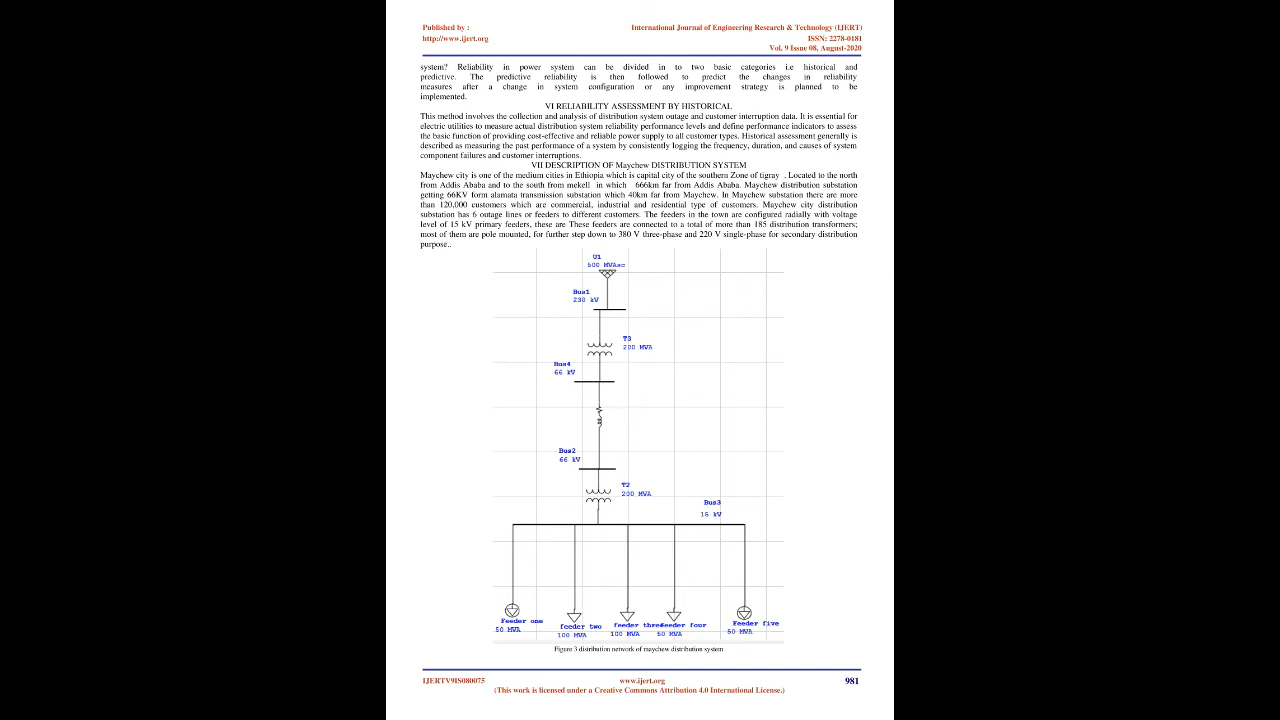 Published by :
International Journal of Engineering Research & Technology (IJERT)
http://www.ijert.org
ISSN: 2278-0181
Vol. 9 Issue 08, August-2020
system? Reliability in power system can be divided in to two basic categories i.e historical and
predictive. The predictive reliability is then followed to predict the changes in reliability
measures after a change in system configuration or any improvement strategy is planned to be
implemented.
VI RELIABILITY ASSESSMENT BY HISTORICAL
This method involves the collection and analysis of distribution system outage and customer interruption data. It is essential for
electric utilities to measure actual distribution system reliability performance levels and define performance indicators to assess
the basic function of providing cost-effective and reliable power supply to all customer types. Historical assessment generally is
described as measuring the past performance of a system by consistently logging the frequency, duration, and causes of system
component failures and customer interruptions.
VII DESCRIPTION OF Maychew DISTRIBUTION SYSTEM
Maychew city is one of the medium cities in Ethiopia which is capital city of the southern Zone of tigray . Located to the north
from Addis Ababa and to the south from mekell in which 666km far from Addis Ababa. Maychew distribution substation
getting 66KV form alamata transmission substation which 40km far from Maychew. In Maychew substation there are more
than 120,000 customers which are commercial, industrial and residential type of customers. Maychew city distribution
substation has 6 outage lines or feeders to different customers. The feeders in the town are configured radially with voltage
level of 15 kV primary feeders, these are These feeders are connected to a total of more than 185 distribution transformers;
most of them are pole mounted, for further step down to 380 V three-phase and 220 V single-phase for secondary distribution
purpose..
U1
500 MVAsc
Bus1
230 kV
T3
200 MVA
Bus4
66 kV
Bus2
66 kV
T2
200 MVA
Bus3
15 kV
Feeder one
50 MVA
feeder two
100 MVA
feeder three
100 MVA
feeder four
50 MVA
Feeder five
50 MVA
Figure 3 distribution network of maychew distribution system
IJERTV9IS080075
www.ijert.org
981
(This work is licensed under a Creative Commons Attribution 4.0 International License.)